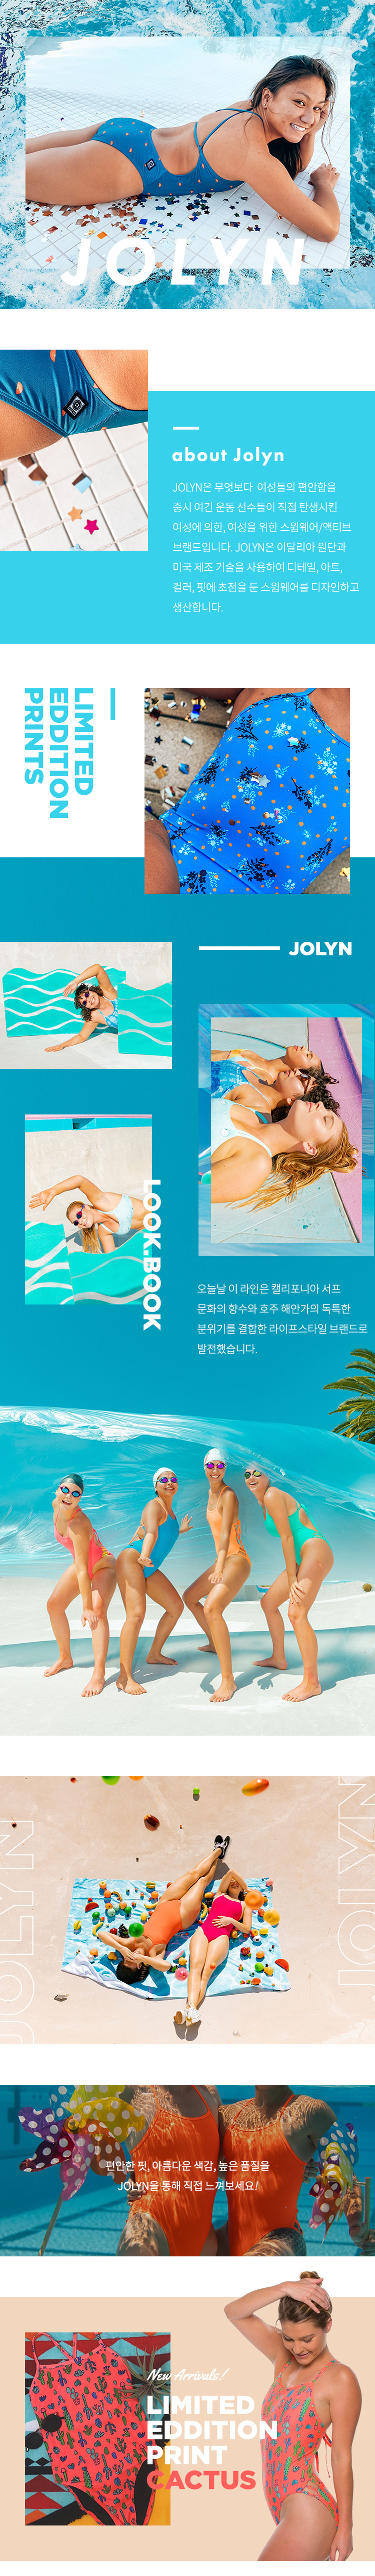 JOLYN
about Jolyn
JOLYN은 무엇보다 여성들의 편안함을
중시 여긴 운동 선수들이 직접 탄생시킨
여성에 의한, 여성을 위한 스윔웨어/액티브
브랜드입니다. JOLYN은 이탈리아 원단과
미국 제조 기술을 사용하여 디테일, 아트,
컬러, 핏에 초점을 둔 스윔웨어를 디자인하고
생산합니다.
LIMITED
EDDITION
PRINTS
JOLYN
LOOK.BOOK
오늘날 이 라인은 캘리포니아 서프
문화의 향수와 호주 해안가의 독특한
분위기를 결합한 라이프스타일 브랜드로
발전했습니다.
JOLYN
JOLYN
편안한 핏, 아름다운 색감, 높은 품질을
JOLYN을 통해 직접 느껴보세요!
New Arrivals!
LIMITED
EDDITION
PRINT
CACTUS